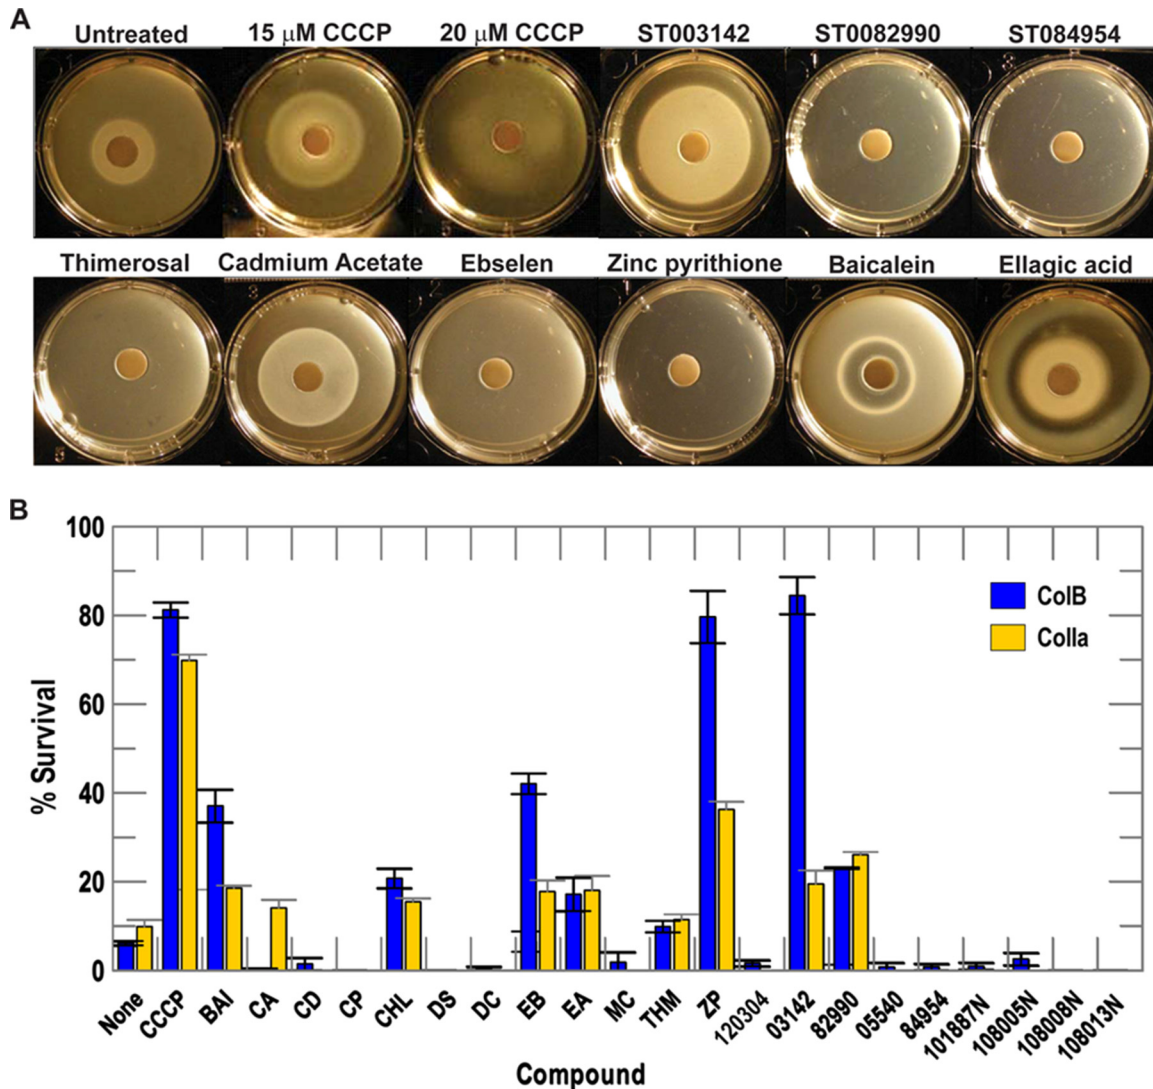 A
Untreated
15 μM CCCP
20 μM CCCP
ST003142
ST0082990
ST084954
Thimerosal
Cadmium Acetate
Ebselen
Zinc pyrithione
Baicalein
Ellagic acid
B
100
80
60
40
20
0
% Survival
ColB
ColIa
None
CCCP
BAI
CA
CD
CP
CHL
DS
DC
EB
EA
MC
THM
ZP
120304
03142
82990
05540
84954
101887N
108005N
108008N
108013N
Compound